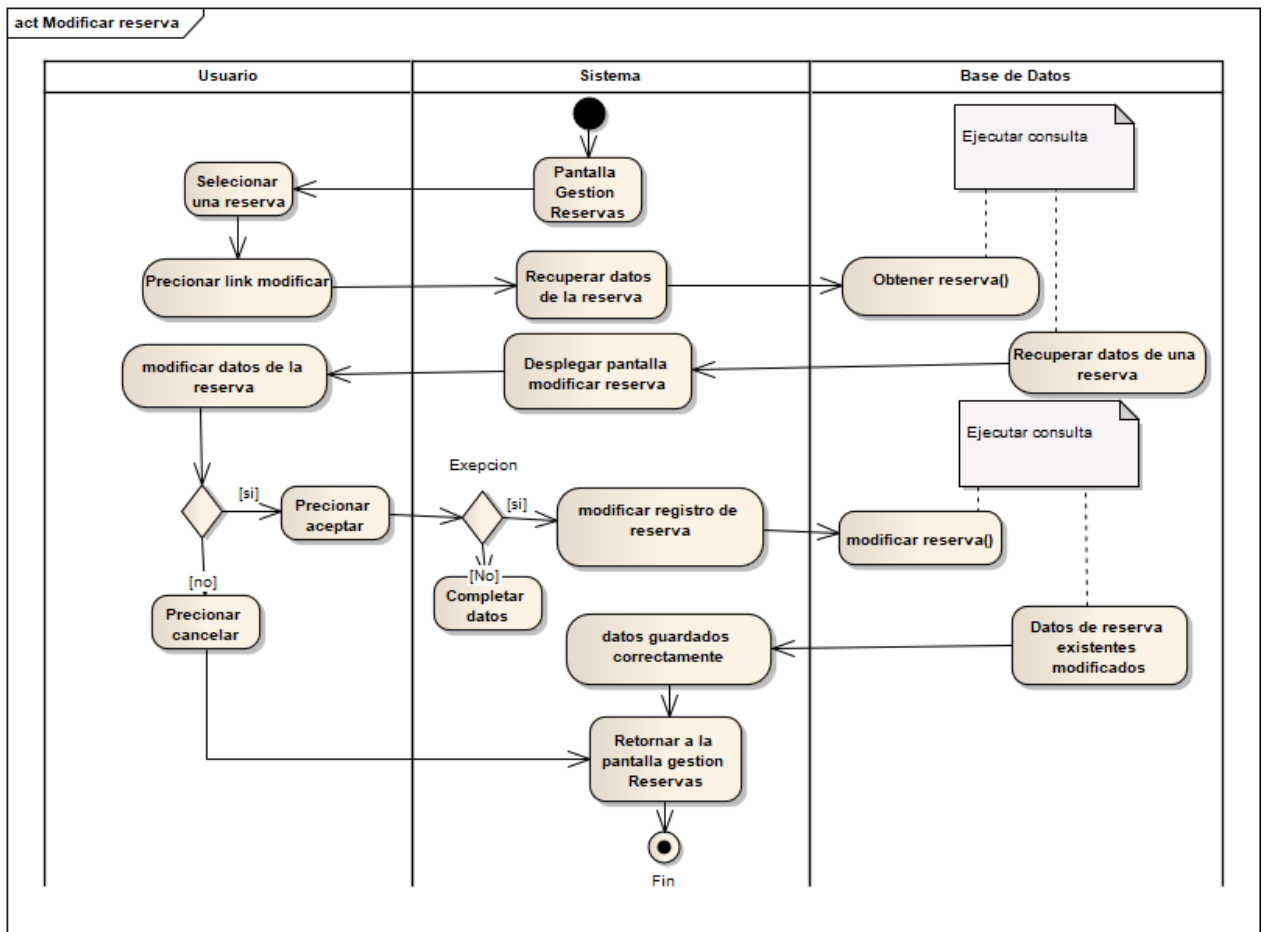 act Modificar reserva
Usuario
Sistema
Base de Datos
Ejecutar consulta
Selecionar
una reserva
Pantalla
Gestion
Reservas
Precionar link modificar
Recuperar datos
de la reserva
Obtener reserva()
modificar datos de la
reserva
Desplegar pantalla
modificar reserva
Recuperar datos de una
reserva
Ejecutar consulta
Exepcion
[si]
Precionar
aceptar
[si]
modificar registro de
reserva
modificar reserva()
[no]
Precionar
cancelar
[No]
Completar
datos
datos guardados
correctamente
Datos de reserva
existentes
modificados
Retornar a la
pantalla gestion
Reservas
Fin